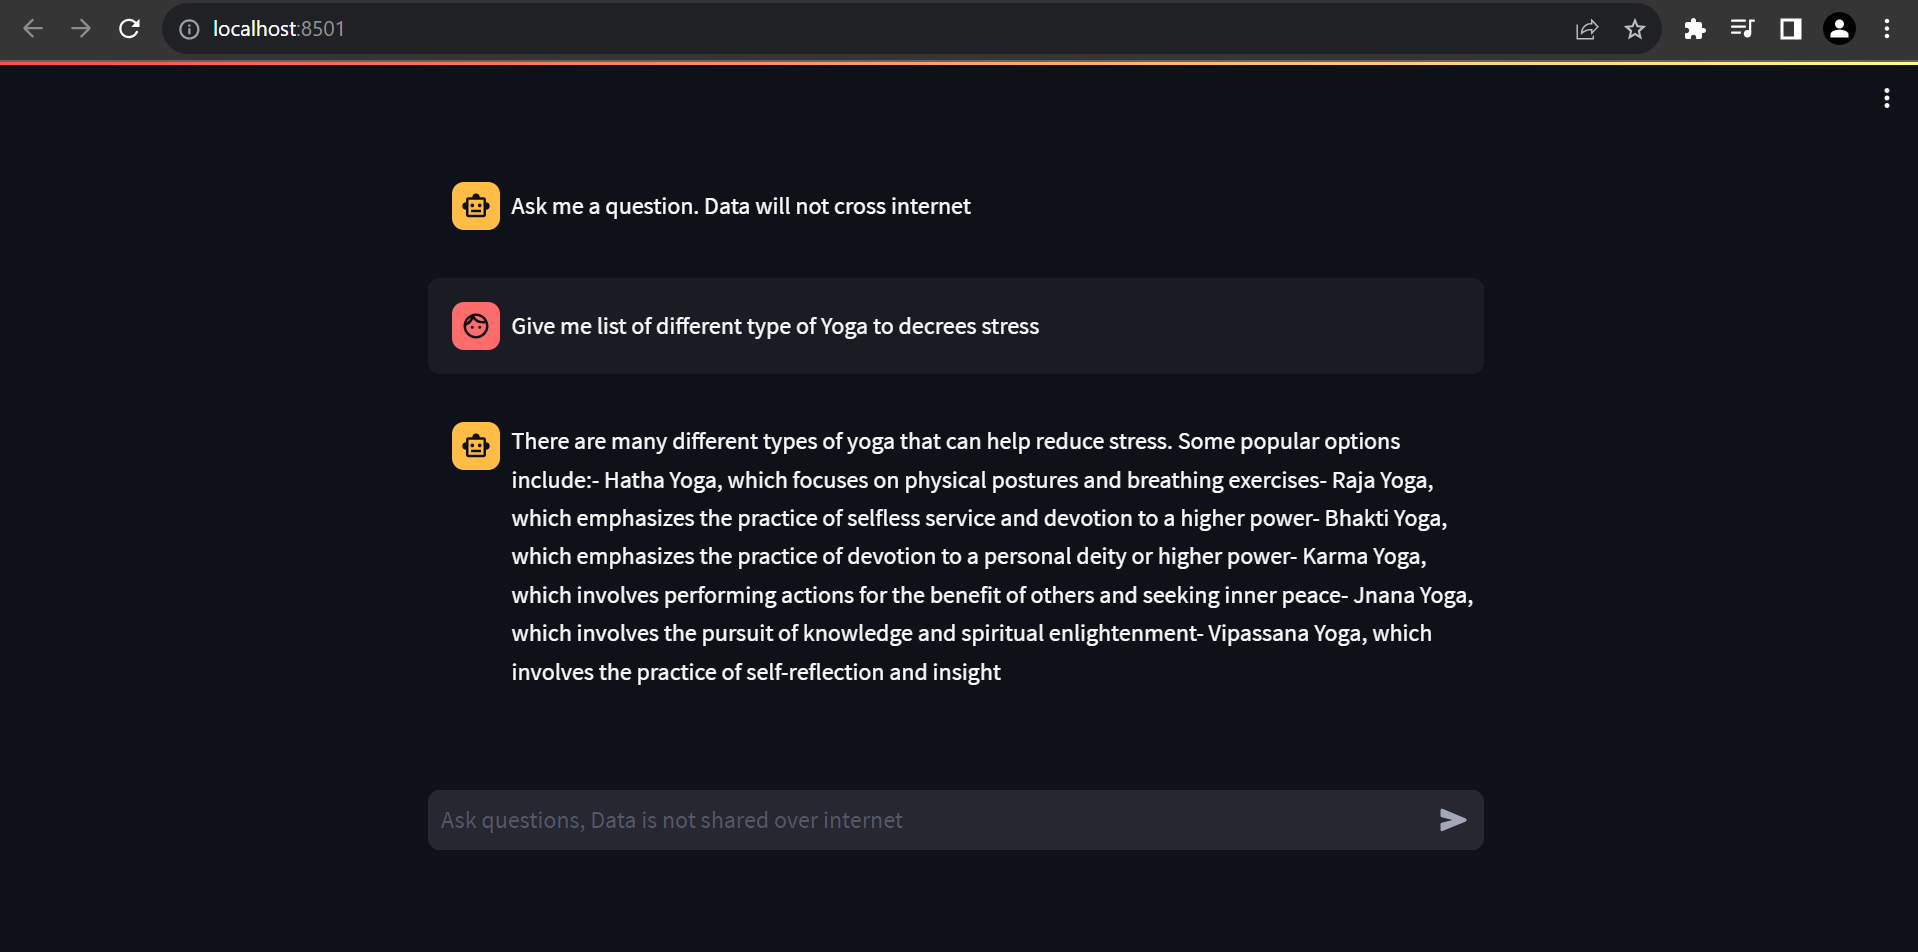 localhost:8501
Ask me a question. Data will not cross internet
Give me list of different type of Yoga to decrees stress
There are many different types of yoga that can help reduce stress. Some popular options
include:- Hatha Yoga, which focuses on physical postures and breathing exercises- Raja Yoga,
which emphasizes the practice of selfless service and devotion to a higher power- Bhakti Yoga,
which emphasizes the practice of devotion to a personal deity or higher power- Karma Yoga,
which involves performing actions for the benefit of others and seeking inner peace- Jnana Yoga,
which involves the pursuit of knowledge and spiritual enlightenment- Vipassana Yoga, which
involves the practice of self-reflection and insight
Ask questions, Data is not shared over internet